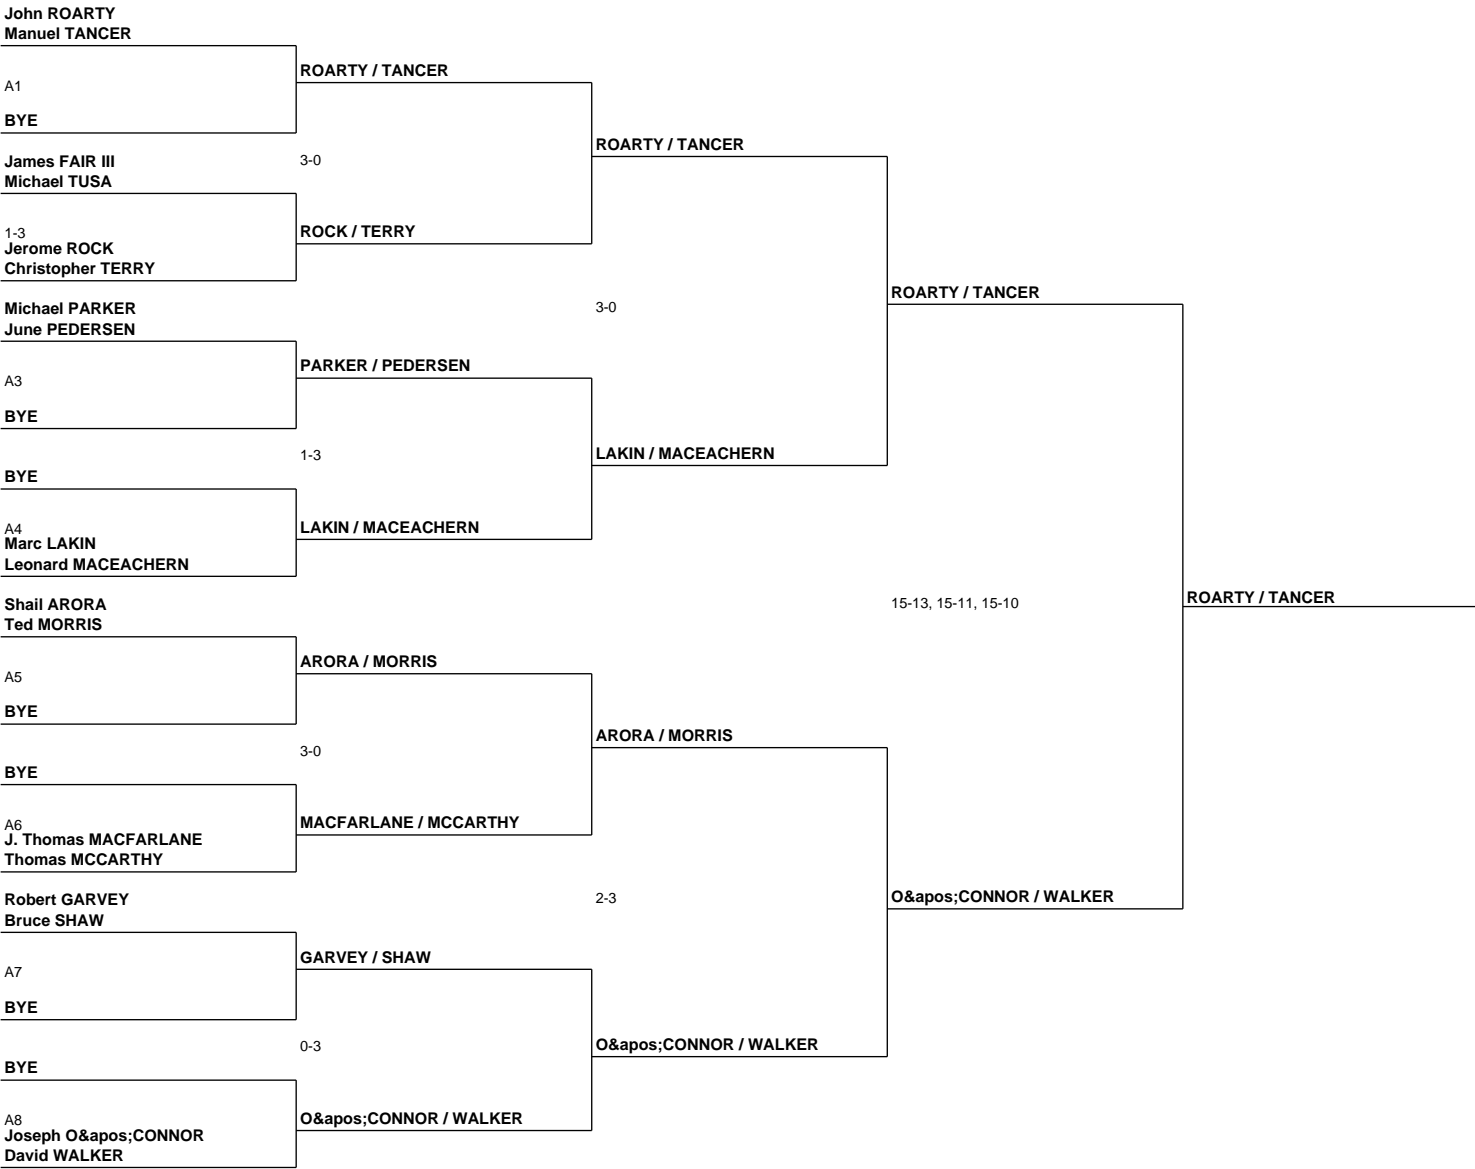 John ROARTY
Manuel TANCER
A1
BYE
James FAIR III
Michael TUSA
1-3
Jerome ROCK
Christopher TERRY
Michael PARKER
June PEDERSEN
A3
BYE
BYE
A4
Marc LAKIN
Leonard MACEACHERN
Shail ARORA
Ted MORRIS
A5
BYE
BYE
A6
J. Thomas MACFARLANE
Thomas MCCARTHY
Robert GARVEY
Bruce SHAW
A7
BYE
BYE
A8
Joseph O&apos;CONNOR
David WALKER
ROARTY / TANCER
3-0
ROCK / TERRY
PARKER / PEDERSEN
1-3
LAKIN / MACEACHERN
ARORA / MORRIS
3-0
MACFARLANE / MCCARTHY
GARVEY / SHAW
0-3
O&apos;CONNOR / WALKER
ROARTY / TANCER
3-0
LAKIN / MACEACHERN
ARORA / MORRIS
2-3
O&apos;CONNOR / WALKER
ROARTY / TANCER
15-13, 15-11, 15-10
O&apos;CONNOR / WALKER
ROARTY / TANCER